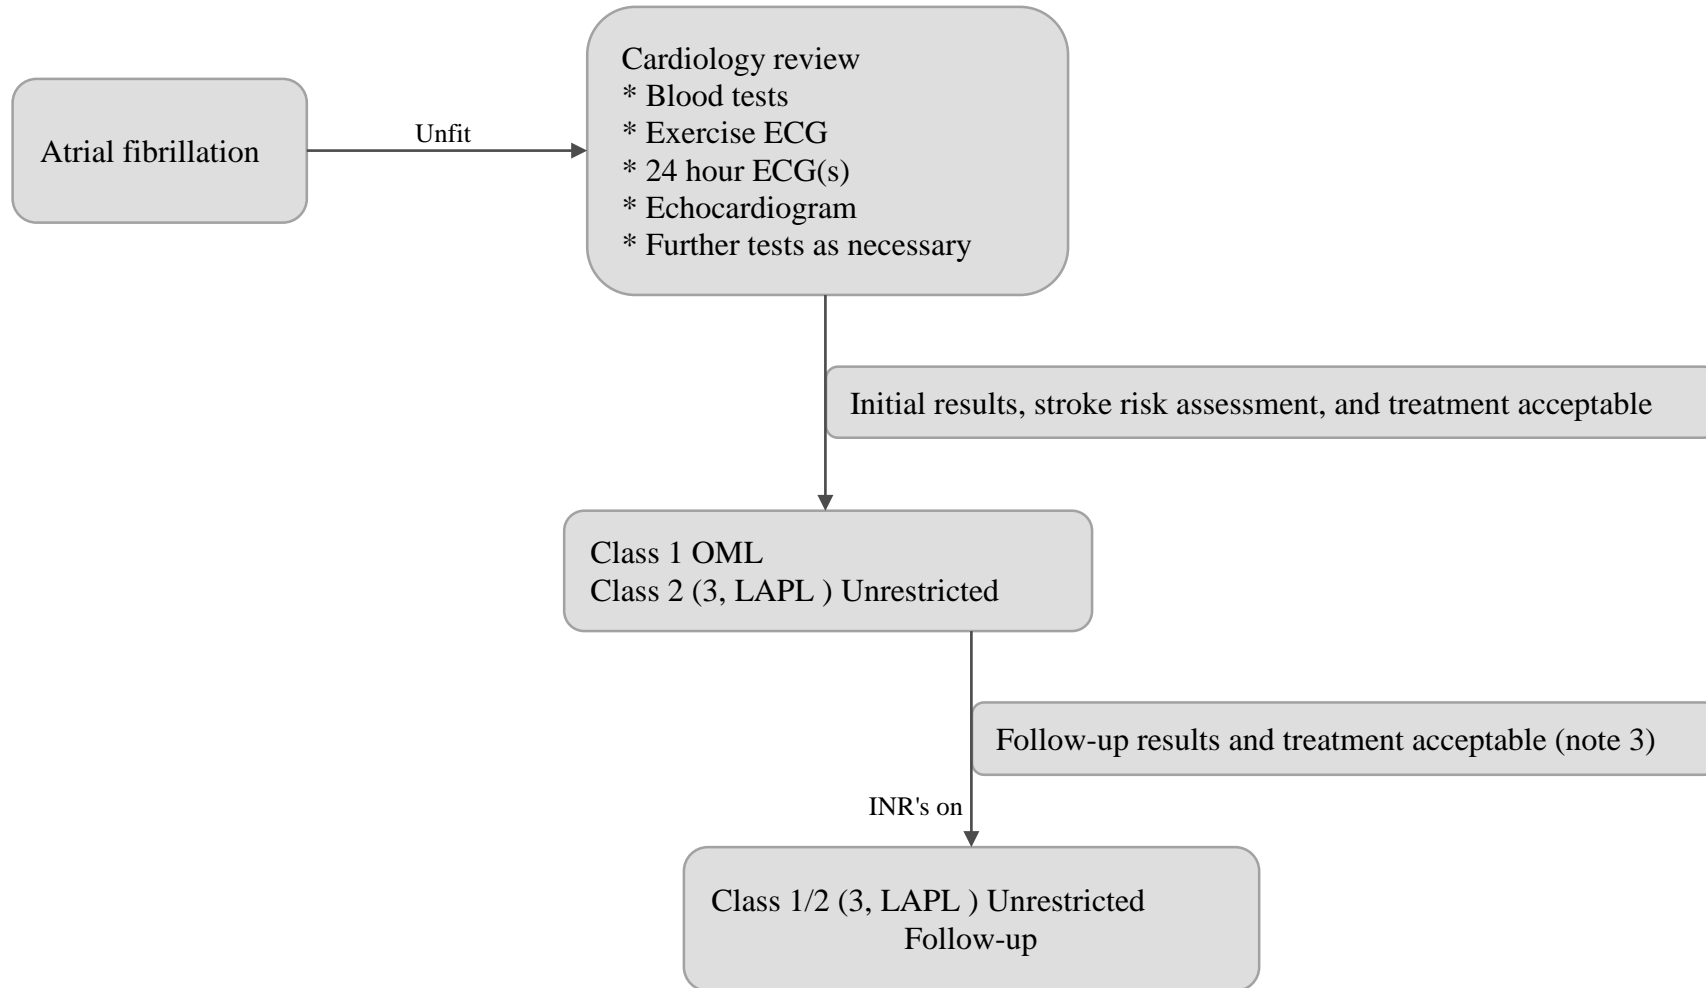 Atrial fibrillation
Unfit
Cardiology review
* Blood tests
* Exercise ECG
* 24 hour ECG(s)
* Echocardiogram
* Further tests as necessary
Initial results, stroke risk assessment, and treatment acceptable
Class 1 OML
Class 2 (3, LAPL ) Unrestricted
Follow-up results and treatment acceptable (note 3)
INR's on
Class 1/2 (3, LAPL ) Unrestricted
Follow-up